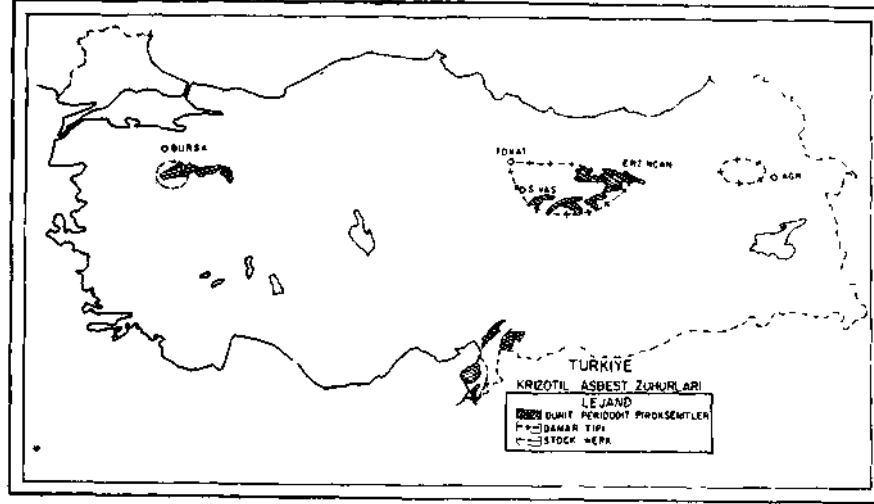 BURSA
TOKAT
ERZINCAN
SIVAS
AGRI
TÜRKIYE
KRIZOTIL ASBEST ZUHURLARI
LEJAND
DUNIT PERIDODIT PIROKSENITLER
DAMAR TIPI
STOCK WERK